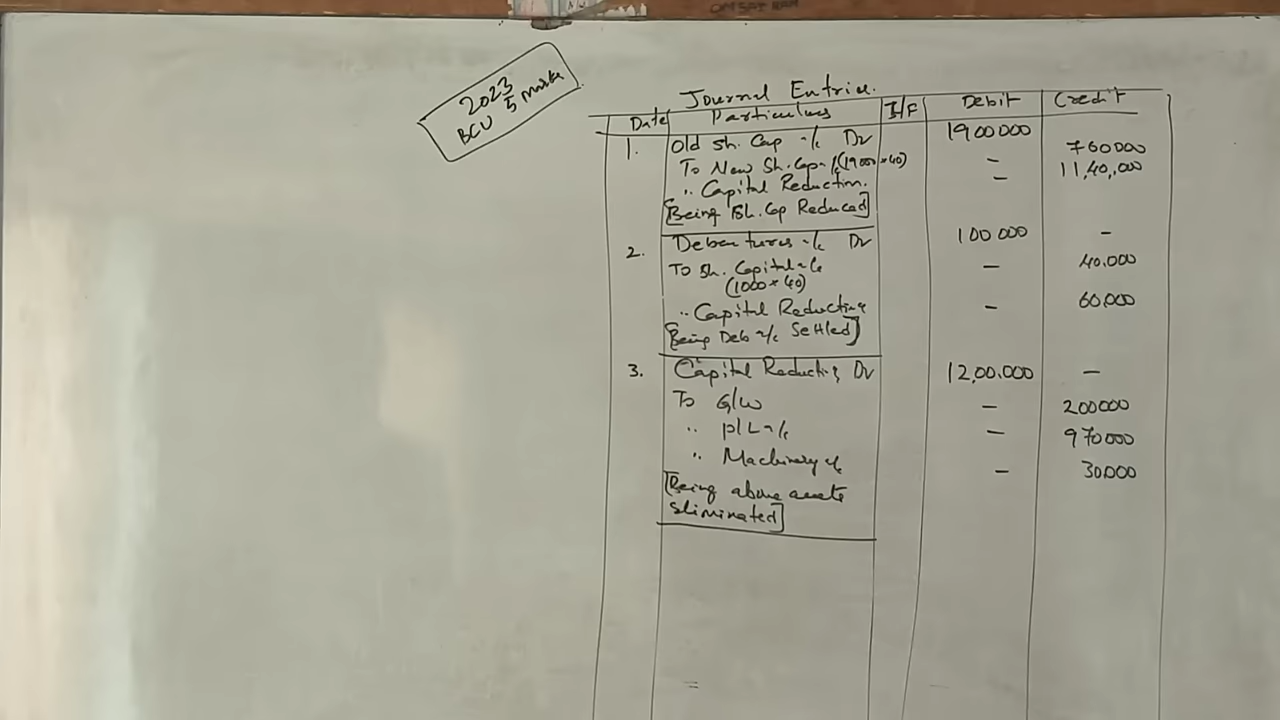 OM SAI RAM
2023
BCU 5 marks
Journal Entries.
Date Particulars I/F Debit Credit
1. Old Sh. Cap a/c Dr 1900000
To New Sh. Cap (19000×40) – 760000
" Capital Reduction. – 11,40,000
[Being Sh. Cap Reduced]
2. Debentures a/c Dr 100000 –
To Sh. Capital a/c – 40,000
(1000×40)
" Capital Reduction – 60,000
[Being Deb a/c Settled]
3. Capital Reduction Dr 12,00,000 –
To G/W – 200000
" P/L a/c – 970000
" Machinery a/c – 30000
[Being above assets
eliminated]
=